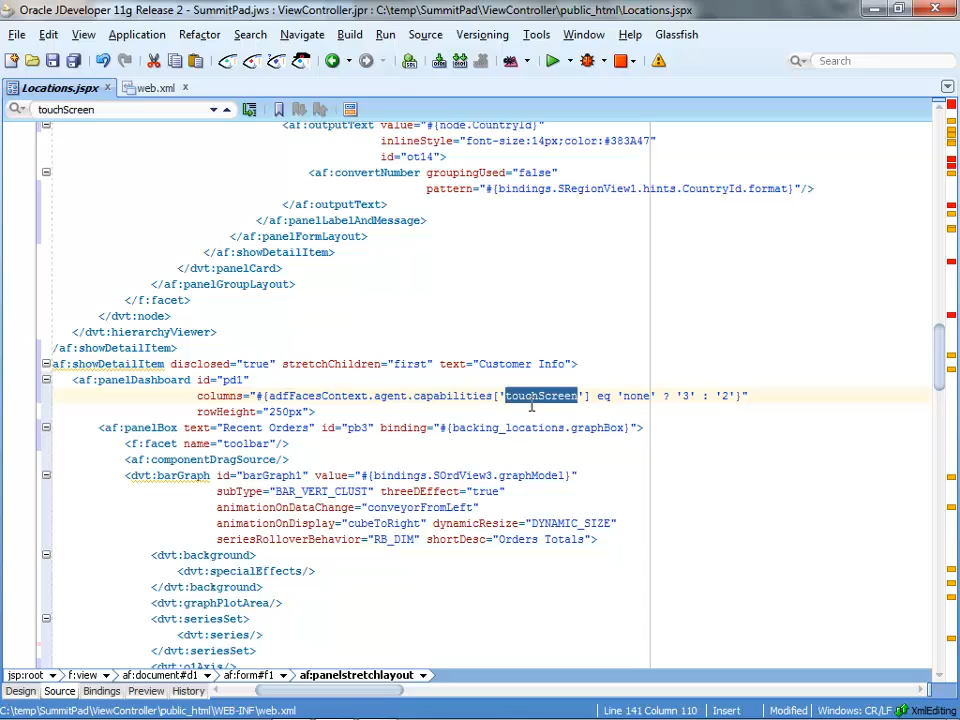 Oracle JDeveloper 11g Release 2 - SummitPad.jws : ViewController.jpr : C:\temp\SummitPad\ViewController\public_html\Locations.jspx
File Edit View Application Refactor Search Navigate Build Run Source Versioning Tools Window Help Glassfish
Search
Locations.jspx web.xml
touchScreen
<af:outputText value="#{node.CountryId}"
inlineStyle="font-size:14px;color:#383A47"
id="ot14">
<af:convertNumber groupingUsed="false"
pattern="#{bindings.SRegionView1.hints.CountryId.format}"/>
</af:outputText>
</af:panelLabelAndMessage>
</af:panelFormLayout>
</af:showDetailItem>
</dvt:panelCard>
</af:panelGroupLayout>
</f:facet>
</dvt:node>
</dvt:hierarchyViewer>
/af:showDetailItem>
af:showDetailItem disclosed="true" stretchChildren="first" text="Customer Info">
<af:panelDashboard id="pd1"
columns="#{adfFacesContext.agent.capabilities['touchScreen'] eq 'none' ? '3' : '2'}"
rowHeight="250px">
<af:panelBox text="Recent Orders" id="pb3" binding="#{backing_locations.graphBox}">
<f:facet name="toolbar"/>
<af:componentDragSource/>
<dvt:barGraph id="barGraph1" value="#{bindings.SOrdView3.graphModel}"
subType="BAR_VERT_CLUST" threeDEffect="true"
animationOnDataChange="conveyorFromLeft"
animationOnDisplay="cubeToRight" dynamicResize="DYNAMIC_SIZE"
seriesRolloverBehavior="RB_DIM" shortDesc="Orders Totals">
<dvt:background>
<dvt:specialEffects/>
</dvt:background>
<dvt:graphPlotArea/>
<dvt:seriesSet>
<dvt:series/>
</dvt:seriesSet>
<dvt:o1Axis/>
jsp:root f:view af:document#d1 af:form#f1 af:panelstretchlayout
Design Source Bindings Preview History
C:\temp\SummitPad\ViewController\public_html\WEB-INF\web.xml Line 141 Column 110 Insert Modified Windows: CR/LF XmlEditing